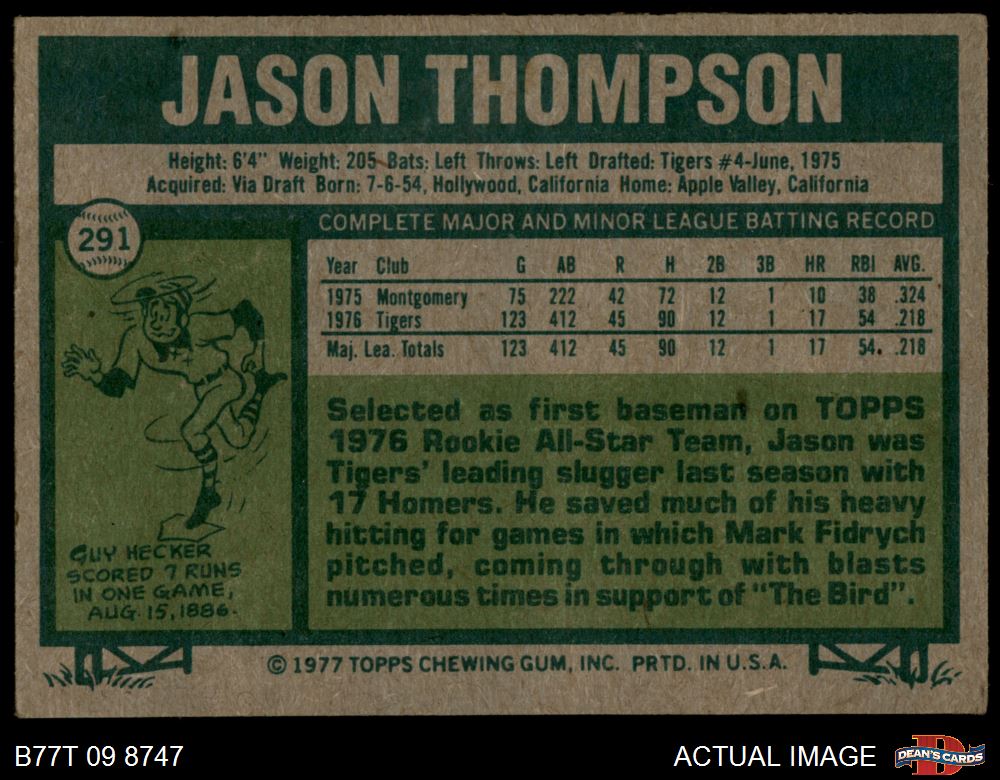 JASON THOMPSON
Height: 6'4" Weight: 205 Bats: Left Throws: Left Drafted: Tigers #4-June, 1975
Acquired: Via Draft Born: 7-6-54, Hollywood, California Home: Apple Valley, California
291
COMPLETE MAJOR AND MINOR LEAGUE BATTING RECORD
Year Club G AB R H 2B 3B HR RBI AVG.
1975 Montgomery 75 222 42 72 12 1 10 38 .324
1976 Tigers 123 412 45 90 12 1 17 54 .218
Maj. Lea. Totals 123 412 45 90 12 1 17 54. .218
Selected as first baseman on TOPPS
1976 Rookie All-Star Team, Jason was
Tigers' leading slugger last season with
17 Homers. He saved much of his heavy
hitting for games in which Mark Fidrych
pitched, coming through with blasts
numerous times in support of "The Bird".
GUY HECKER
SCORED 7 RUNS
IN ONE GAME,
AUG. 15, 1886.
© 1977 TOPPS CHEWING GUM, INC. PRTD. IN U.S.A.
B77T 09 8747
ACTUAL IMAGE
D
DEAN'S CARDS